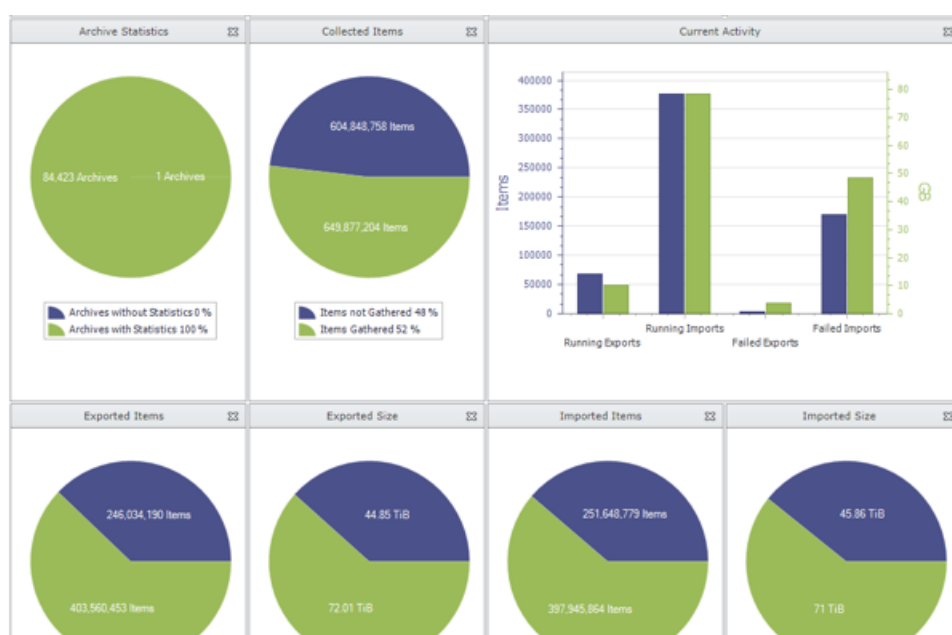 Archive Statistics
Collected Items
Current Activity
84,423 Archives
1 Archives
Archives without Statistics 0 %
Archives with Statistics 100 %
604,848,758 Items
649,877,204 Items
Items not Gathered 48 %
Items Gathered 52 %
Items
400000
350000
300000
250000
200000
150000
100000
50000
0
80
70
60
50
40
30
20
10
0
GB
Running Exports
Running Imports
Failed Exports
Failed Imports
Exported Items
Exported Size
Imported Items
Imported Size
246,034,190 Items
403,560,453 Items
44.85 TiB
72.01 TiB
251,648,779 Items
397,945,864 Items
45.86 TiB
71 TiB